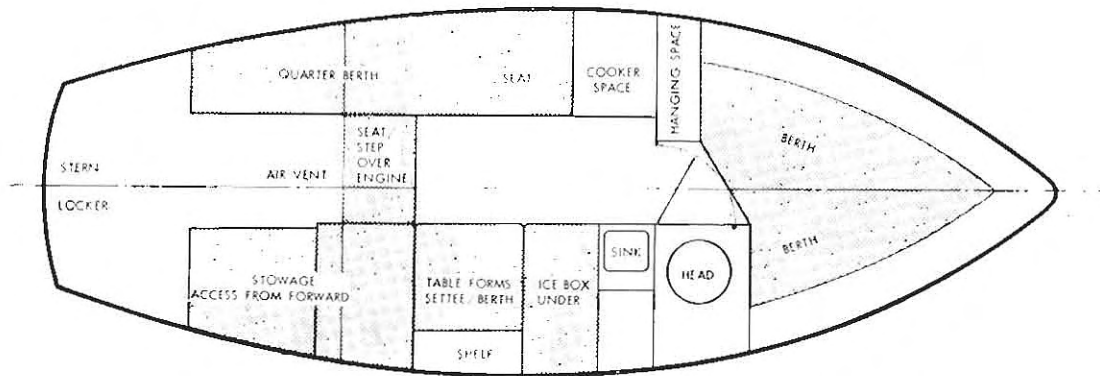 QUARTER BERTH
SEAT
COOKER
SPACE
HANGING SPACE
BERTH
SEAT/
STEP
OVER
ENGINE
AIR VENT
STERN
LOCKER
BERTH
SINK
HEAD
STOWAGE
ACCESS FROM FORWARD
TABLE FORMS
SETTEE/BERTH
ICE BOX
UNDER
SHELF